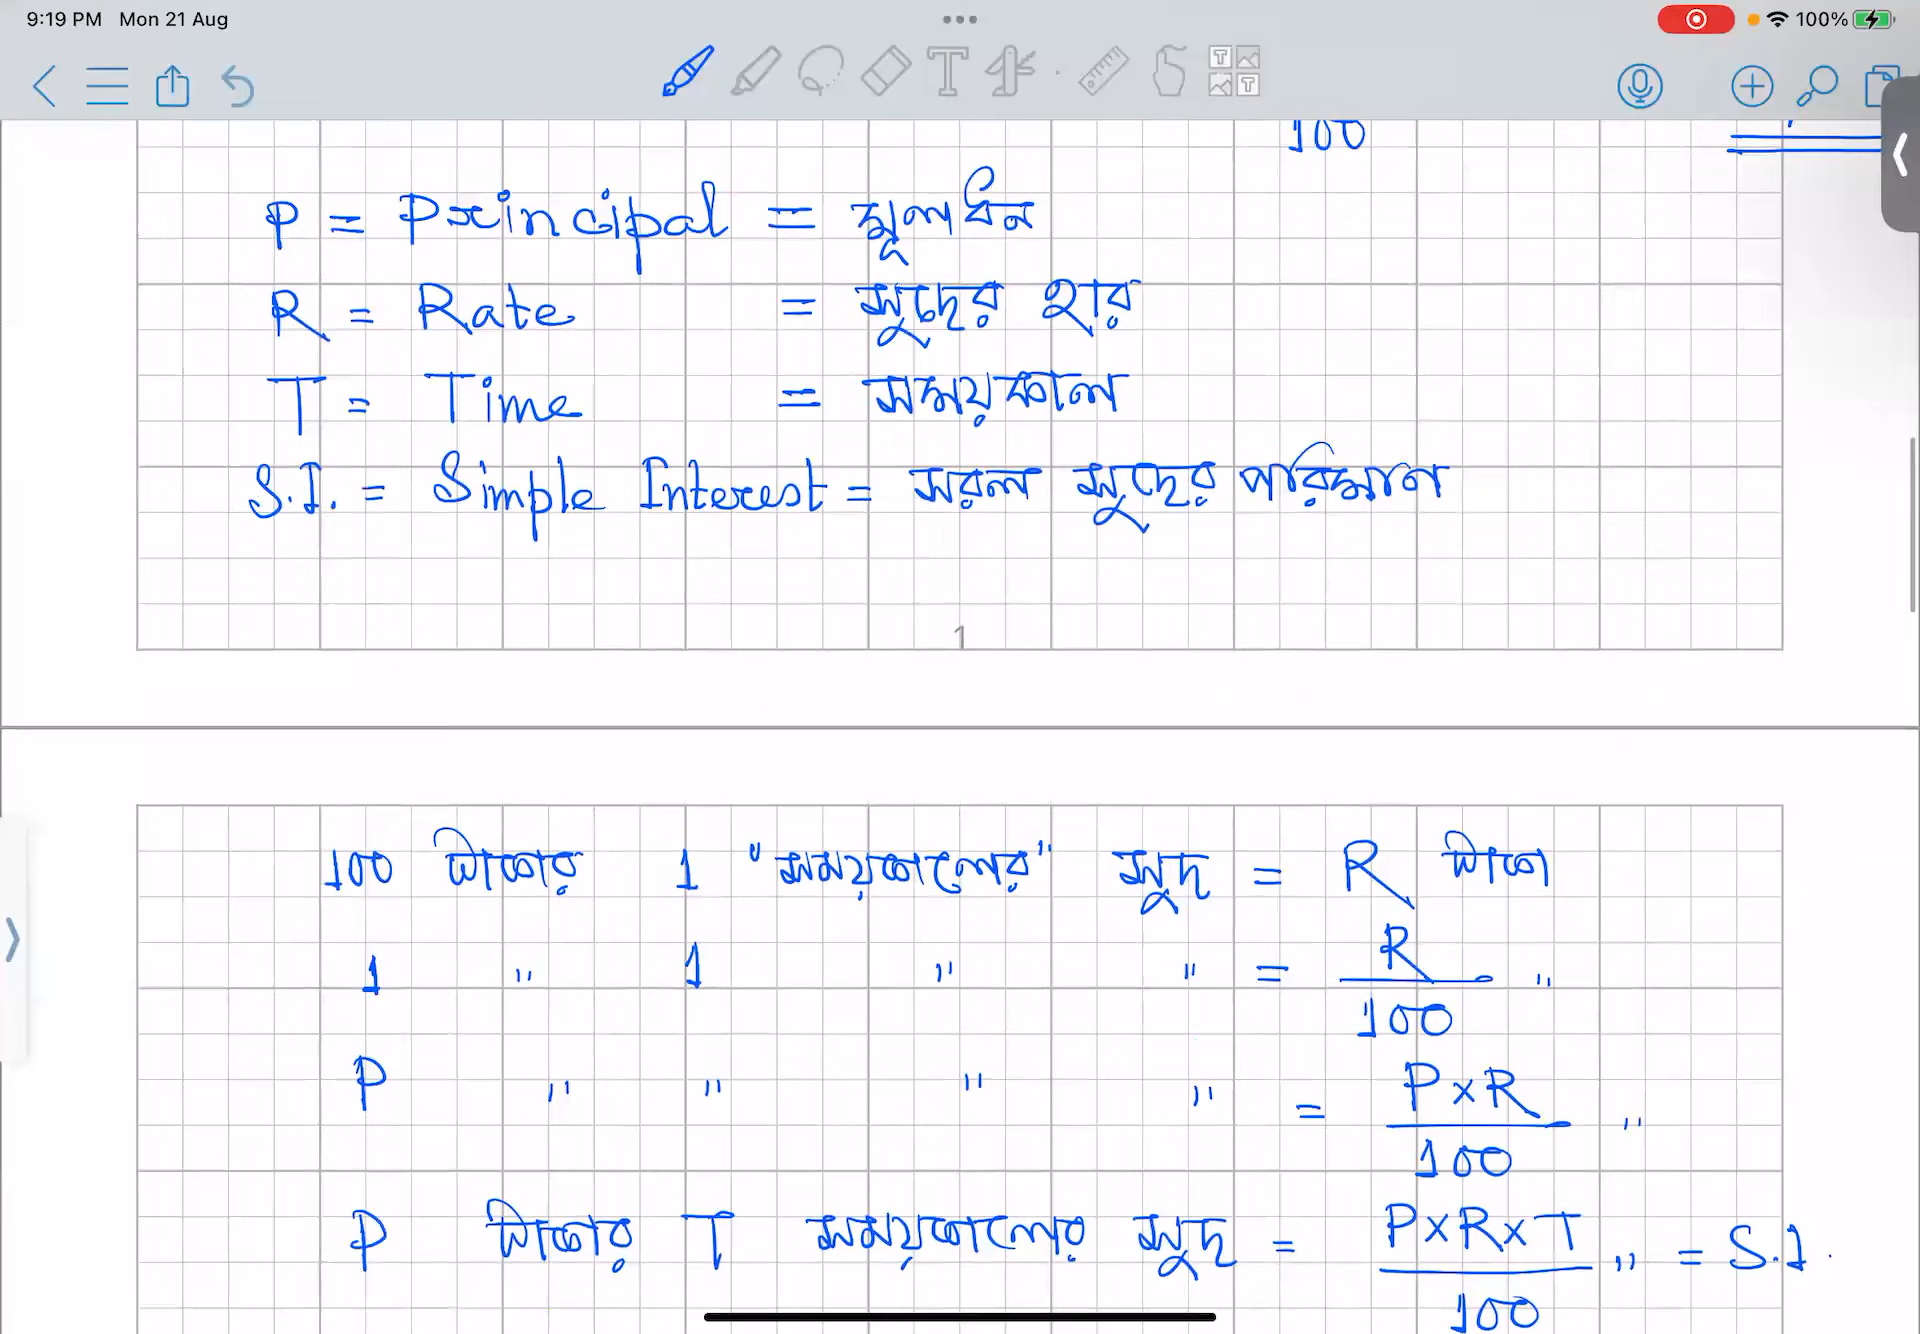 9:19 PM Mon 21 Aug
100%
100
P = Principal = মূলধন
R = Rate = সুদের হার
T = Time = সময়কাল
S.I. = Simple Interest = সরল সুদের পরিমাণ
1
100 টাকার 1 "সময়কালের" সুদ = R টাকা
1 " 1 " " = R/100 "
P " " " " = P×R/100 "
P টাকার T সময়কালের সুদ = P×R×T/100 " = S.I.